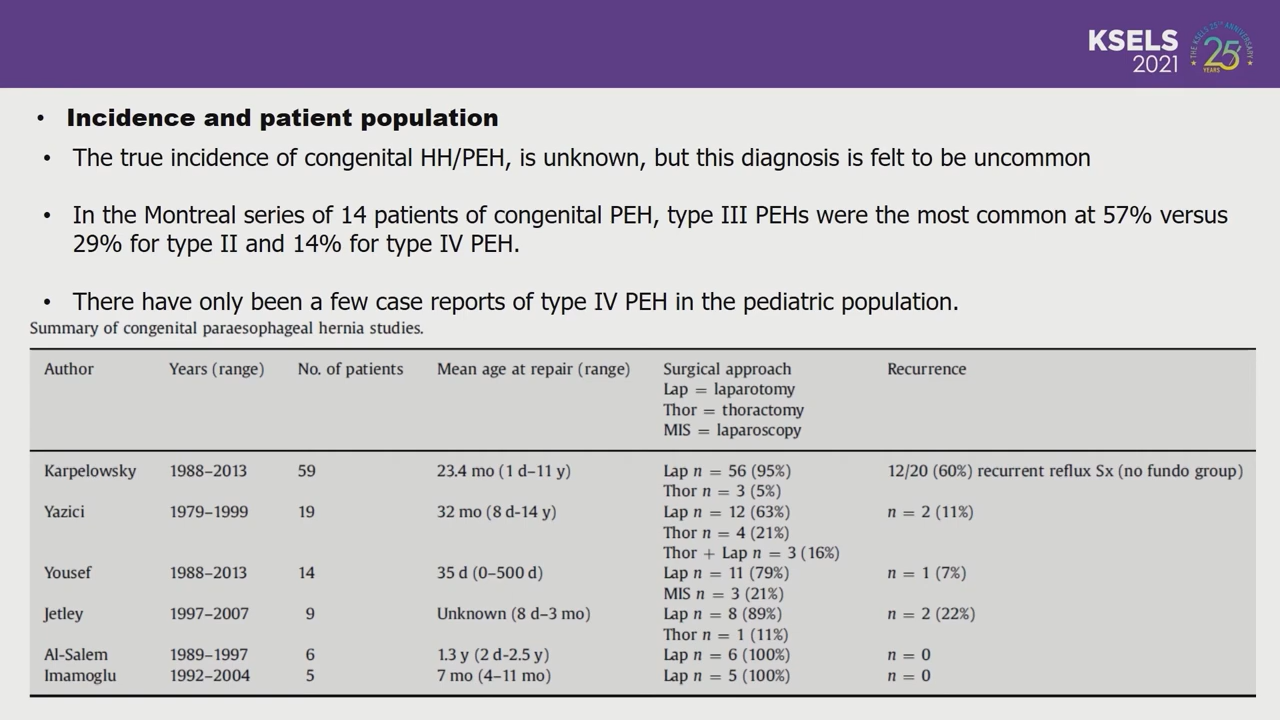 KSELS
2021
THE KSELS 25th ANNIVERSARY
25
YEARS
• Incidence and patient population
• The true incidence of congenital HH/PEH, is unknown, but this diagnosis is felt to be uncommon
• In the Montreal series of 14 patients of congenital PEH, type III PEHs were the most common at 57% versus
29% for type II and 14% for type IV PEH.
• There have only been a few case reports of type IV PEH in the pediatric population.
Summary of congenital paraesophageal hernia studies.
Author Years (range) No. of patients Mean age at repair (range) Surgical approach Recurrence
Lap = laparotomy
Thor = thoractomy
MIS = laparoscopy
Karpelowsky 1988–2013 59 23.4 mo (1 d–11 y) Lap n = 56 (95%) 12/20 (60%) recurrent reflux Sx (no fundo group)
Thor n = 3 (5%)
Yazici 1979–1999 19 32 mo (8 d-14 y) Lap n = 12 (63%) n = 2 (11%)
Thor n = 4 (21%)
Thor + Lap n = 3 (16%)
Yousef 1988–2013 14 35 d (0–500 d) Lap n = 11 (79%) n = 1 (7%)
MIS n = 3 (21%)
Jetley 1997–2007 9 Unknown (8 d–3 mo) Lap n = 8 (89%) n = 2 (22%)
Thor n = 1 (11%)
Al-Salem 1989–1997 6 1.3 y (2 d-2.5 y) Lap n = 6 (100%) n = 0
Imamoglu 1992–2004 5 7 mo (4–11 mo) Lap n = 5 (100%) n = 0